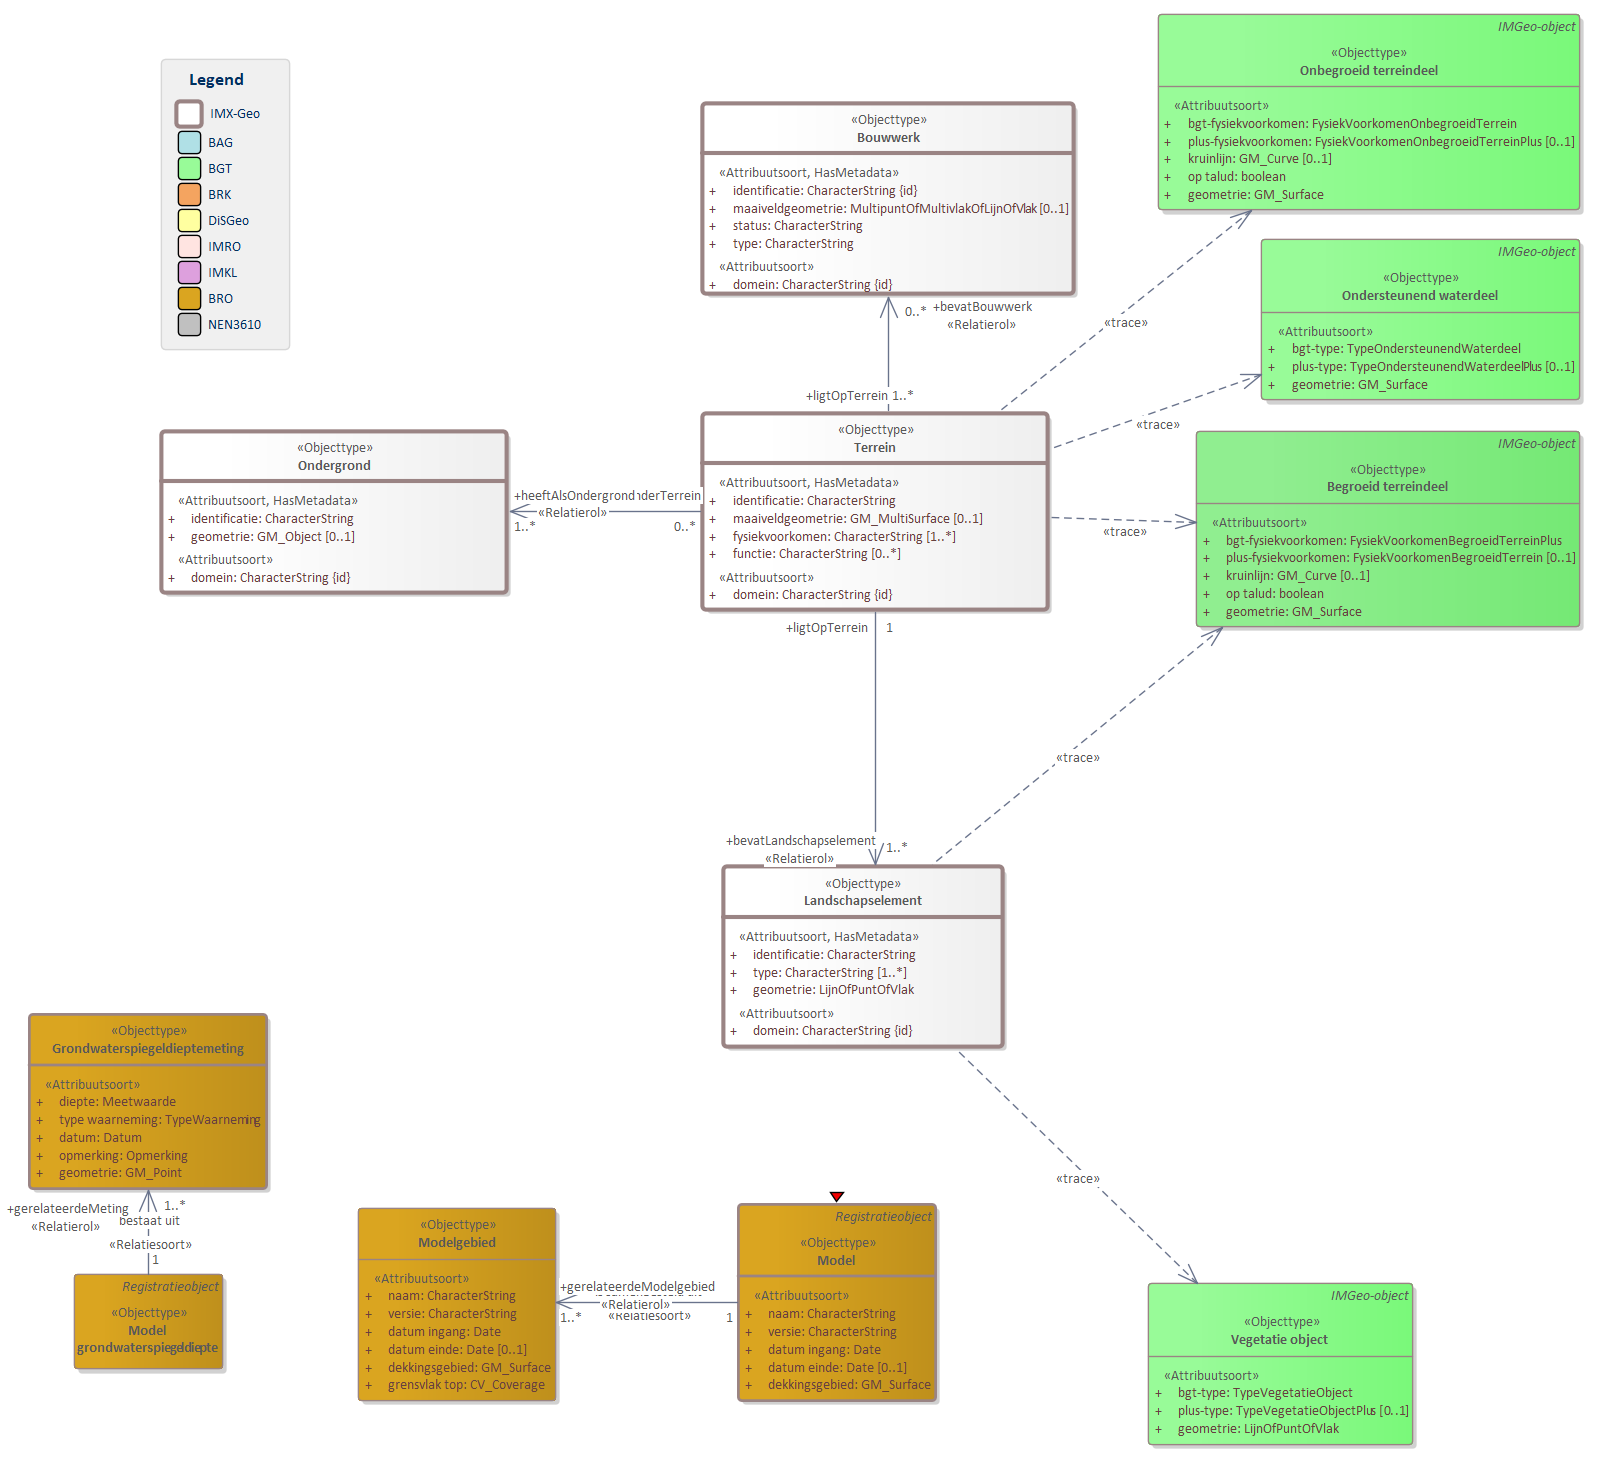 Legend
IMX-Geo
BAG
BGT
BRK
DiSGeo
IMRO
IMKL
BRO
NEN3610
«Objecttype»
Bouwwerk
«Attribuutsoort, HasMetadata»
+ identificatie: CharacterString {id}
+ maaiveldgeometrie: MultipuntOfMultivlakOfLijnOfVlak [0..1]
+ status: CharacterString
+ type: CharacterString
«Attribuutsoort»
+ domein: CharacterString {id}
0..* +bevatBouwwerk
«Relatierol»
+ligtOpTerrein 1..*
IMGeo-object
«Objecttype»
Onbegroeid terreindeel
«Attribuutsoort»
+ bgt-fysiekvoorkomen: FysiekVoorkomenOnbegroeidTerrein
+ plus-fysiekvoorkomen: FysiekVoorkomenOnbegroeidTerreinPlus [0..1]
+ kruinlijn: GM_Curve [0..1]
+ op talud: boolean
+ geometrie: GM_Surface
«trace»
IMGeo-object
«Objecttype»
Ondersteunend waterdeel
«Attribuutsoort»
+ bgt-type: TypeOndersteunendWaterdeel
+ plus-type: TypeOndersteunendWaterdeelPlus [0..1]
+ geometrie: GM_Surface
«trace»
«Objecttype»
Ondergrond
«Attribuutsoort, HasMetadata»
+ identificatie: CharacterString
+ geometrie: GM_Object [0..1]
«Attribuutsoort»
+ domein: CharacterString {id}
+heeftAlsOndergrond
«Relatierol»
1..*
0..*
«Objecttype»
Terrein
«Attribuutsoort, HasMetadata»
+ identificatie: CharacterString
+ maaiveldgeometrie: GM_MultiSurface [0..1]
+ fysiekvoorkomen: CharacterString [1..*]
+ functie: CharacterString [0..*]
«Attribuutsoort»
+ domein: CharacterString {id}
IMGeo-object
«Objecttype»
Begroeid terreindeel
«Attribuutsoort»
+ bgt-fysiekvoorkomen: FysiekVoorkomenBegroeidTerreinPlus
+ plus-fysiekvoorkomen: FysiekVoorkomenBegroeidTerrein [0..1]
+ kruinlijn: GM_Curve [0..1]
+ op talud: boolean
+ geometrie: GM_Surface
«trace»
+ligtOpTerrein 1
«trace»
+bevatLandschapselement 1..*
«Relatierol»
«Objecttype»
Landschapselement
«Attribuutsoort, HasMetadata»
+ identificatie: CharacterString
+ type: CharacterString [1..*]
+ geometrie: LijnOfPuntOfVlak
«Attribuutsoort»
+ domein: CharacterString {id}
«trace»
«Objecttype»
Grondwaterspiegeldieptemeting
«Attribuutsoort»
+ diepte: Meetwaarde
+ type waarneming: TypeWaarneming
+ datum: Datum
+ opmerking: Opmerking
+ geometrie: GM_Point
+gerelateerdeMeting 1..*
«Relatierol»
bestaat uit
«Relatiesoort»
1
Registratieobject
«Objecttype»
Model
grondwaterspiegeldiepte
«Objecttype»
Modelgebied
«Attribuutsoort»
+ naam: CharacterString
+ versie: CharacterString
+ datum ingang: Date
+ datum einde: Date [0..1]
+ dekkingsgebied: GM_Surface
+ grensvlak top: CV_Coverage
+gerelateerdeModelgebied
«Relatierol»
1..* «Relatiesoort» 1
Registratieobject
«Objecttype»
Model
«Attribuutsoort»
+ naam: CharacterString
+ versie: CharacterString
+ datum ingang: Date
+ datum einde: Date [0..1]
+ dekkingsgebied: GM_Surface
IMGeo-object
«Objecttype»
Vegetatie object
«Attribuutsoort»
+ bgt-type: TypeVegetatieObject
+ plus-type: TypeVegetatieObjectPlus [0..1]
+ geometrie: LijnOfPuntOfVlak